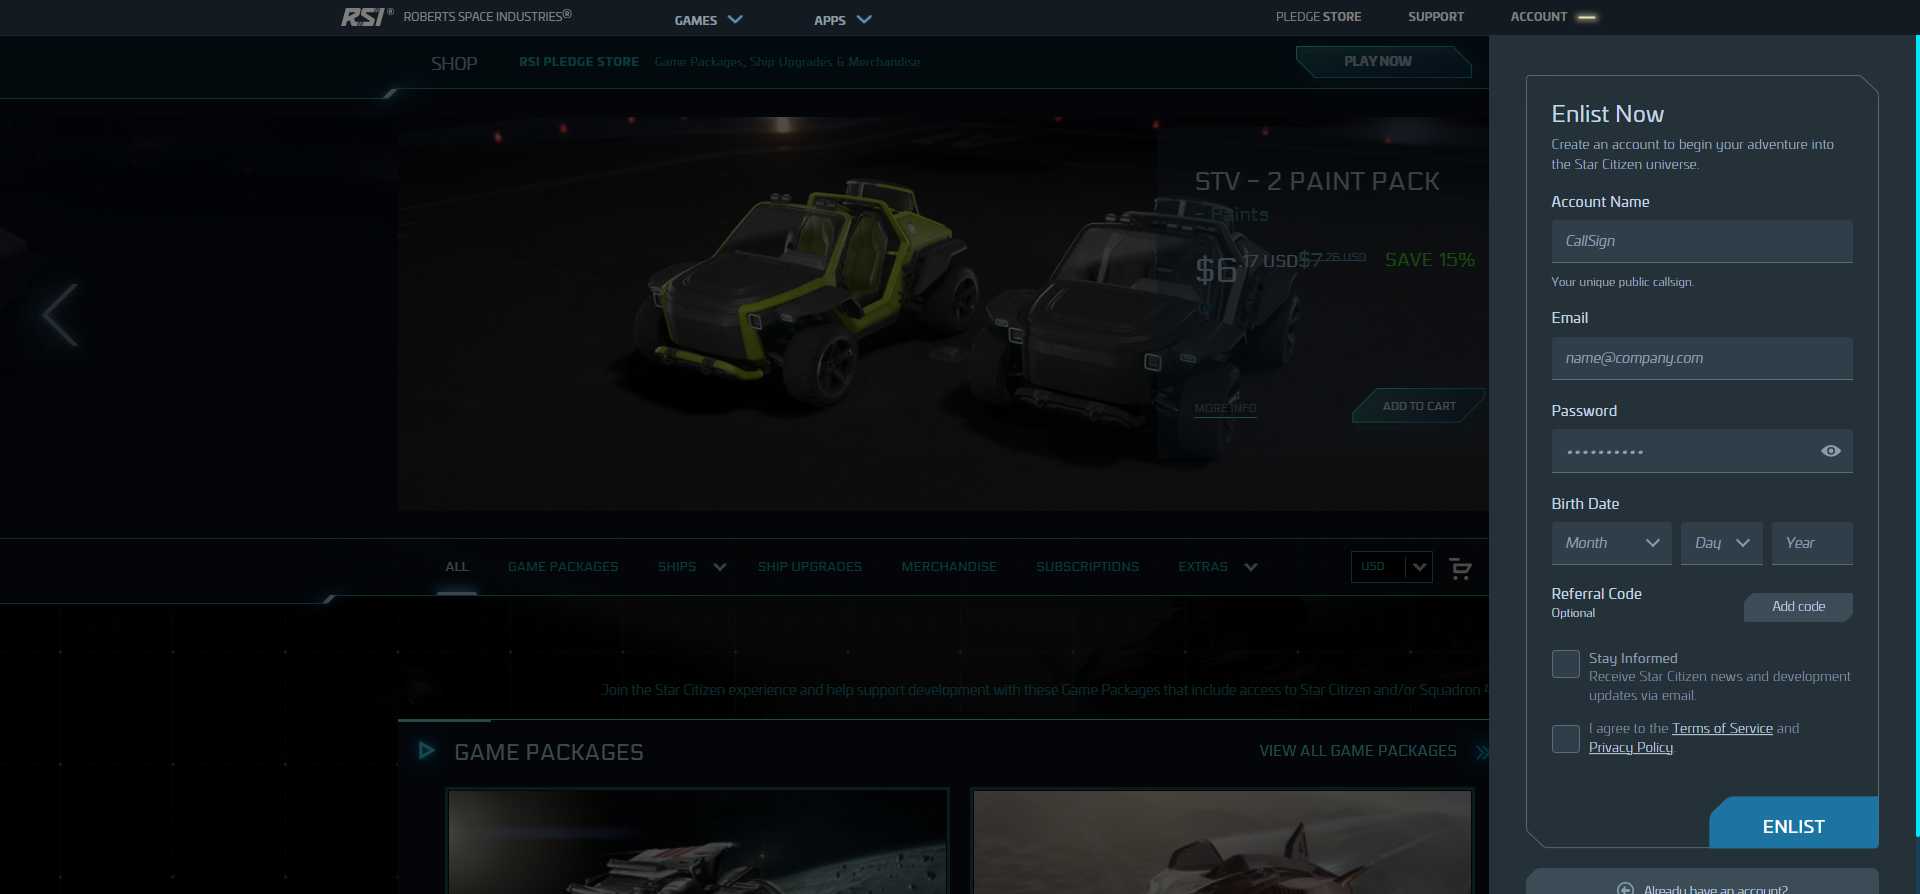 RSI® ROBERTS SPACE INDUSTRIES®
GAMES
APPS
PLEDGE STORE
SUPPORT
ACCOUNT
SHOP
RSI PLEDGE STORE
Game Packages, Ship Upgrades & Merchandise
PLAY NOW
STV - 2 PAINT PACK
- Paints
$6.17 USD $7.26 USD SAVE 15%
MORE INFO
ADD TO CART
ALL
GAME PACKAGES
SHIPS
SHIP UPGRADES
MERCHANDISE
SUBSCRIPTIONS
EXTRAS
USD
Join the Star Citizen experience and help support development with these Game Packages that include access to Star Citizen and/or Squadron
GAME PACKAGES
VIEW ALL GAME PACKAGES
Enlist Now
Create an account to begin your adventure into
the Star Citizen universe.
Account Name
CallSign
Your unique public callsign.
Email
name@company.com
Password
••••••••••
Birth Date
Month
Day
Year
Referral Code
Optional
Add code
Stay Informed
Receive Star Citizen news and development
updates via email.
I agree to the Terms of Service and
Privacy Policy.
ENLIST
Already have an account?